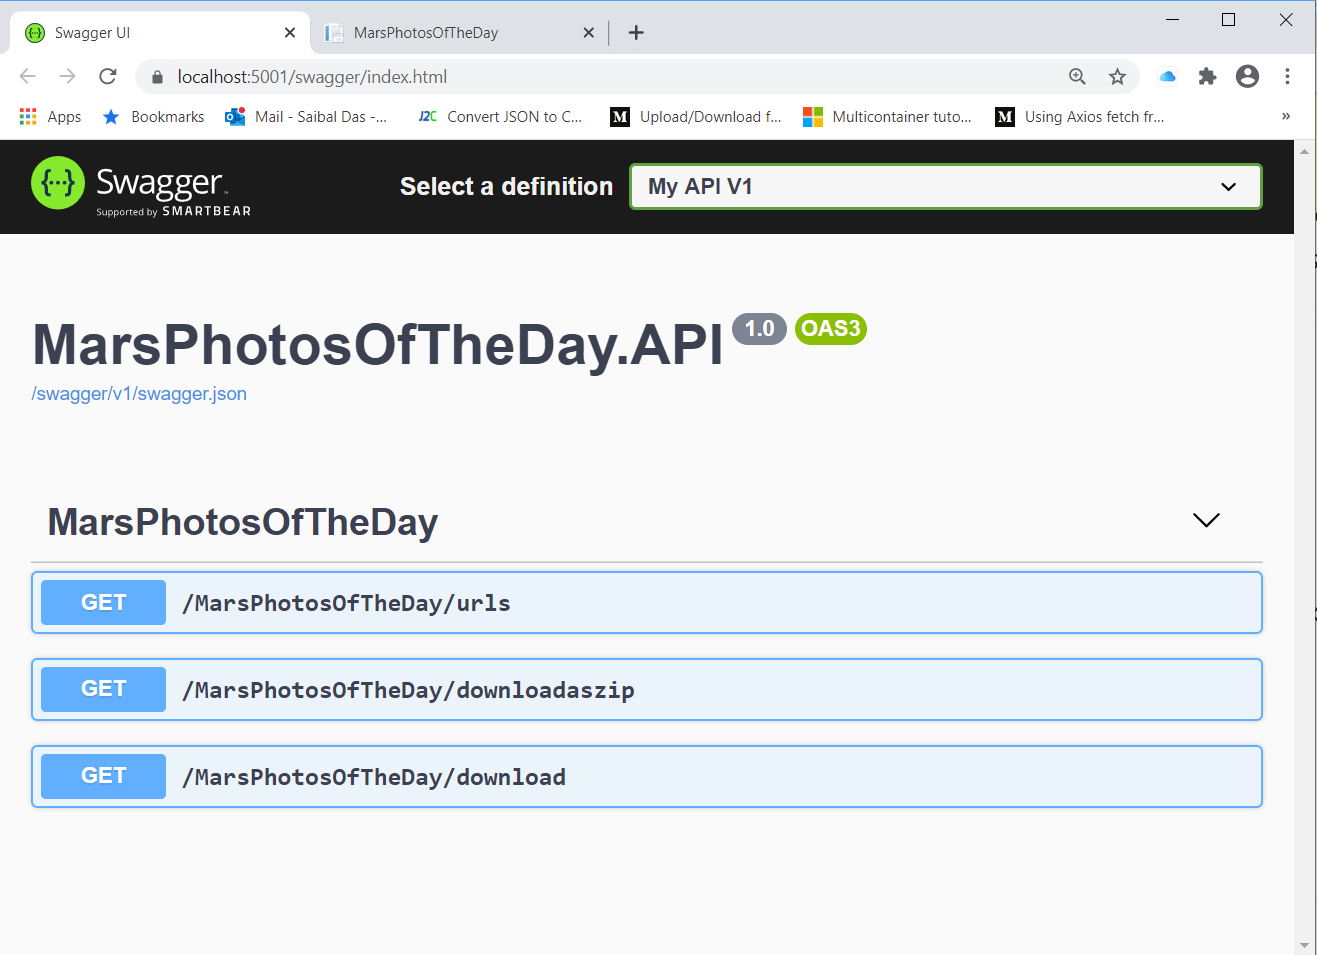 Swagger UI
MarsPhotosOfTheDay
localhost:5001/swagger/index.html
Apps
Bookmarks
Mail - Saibal Das -...
J2C
Convert JSON to C...
M
Upload/Download f...
Multicontainer tuto...
M
Using Axios fetch fr...
»
{···}
Swagger™
Supported by SMARTBEAR
Select a definition
My API V1
MarsPhotosOfTheDay.API
1.0
OAS3
/swagger/v1/swagger.json
MarsPhotosOfTheDay
GET /MarsPhotosOfTheDay/urls
GET /MarsPhotosOfTheDay/downloadaszip
GET /MarsPhotosOfTheDay/download